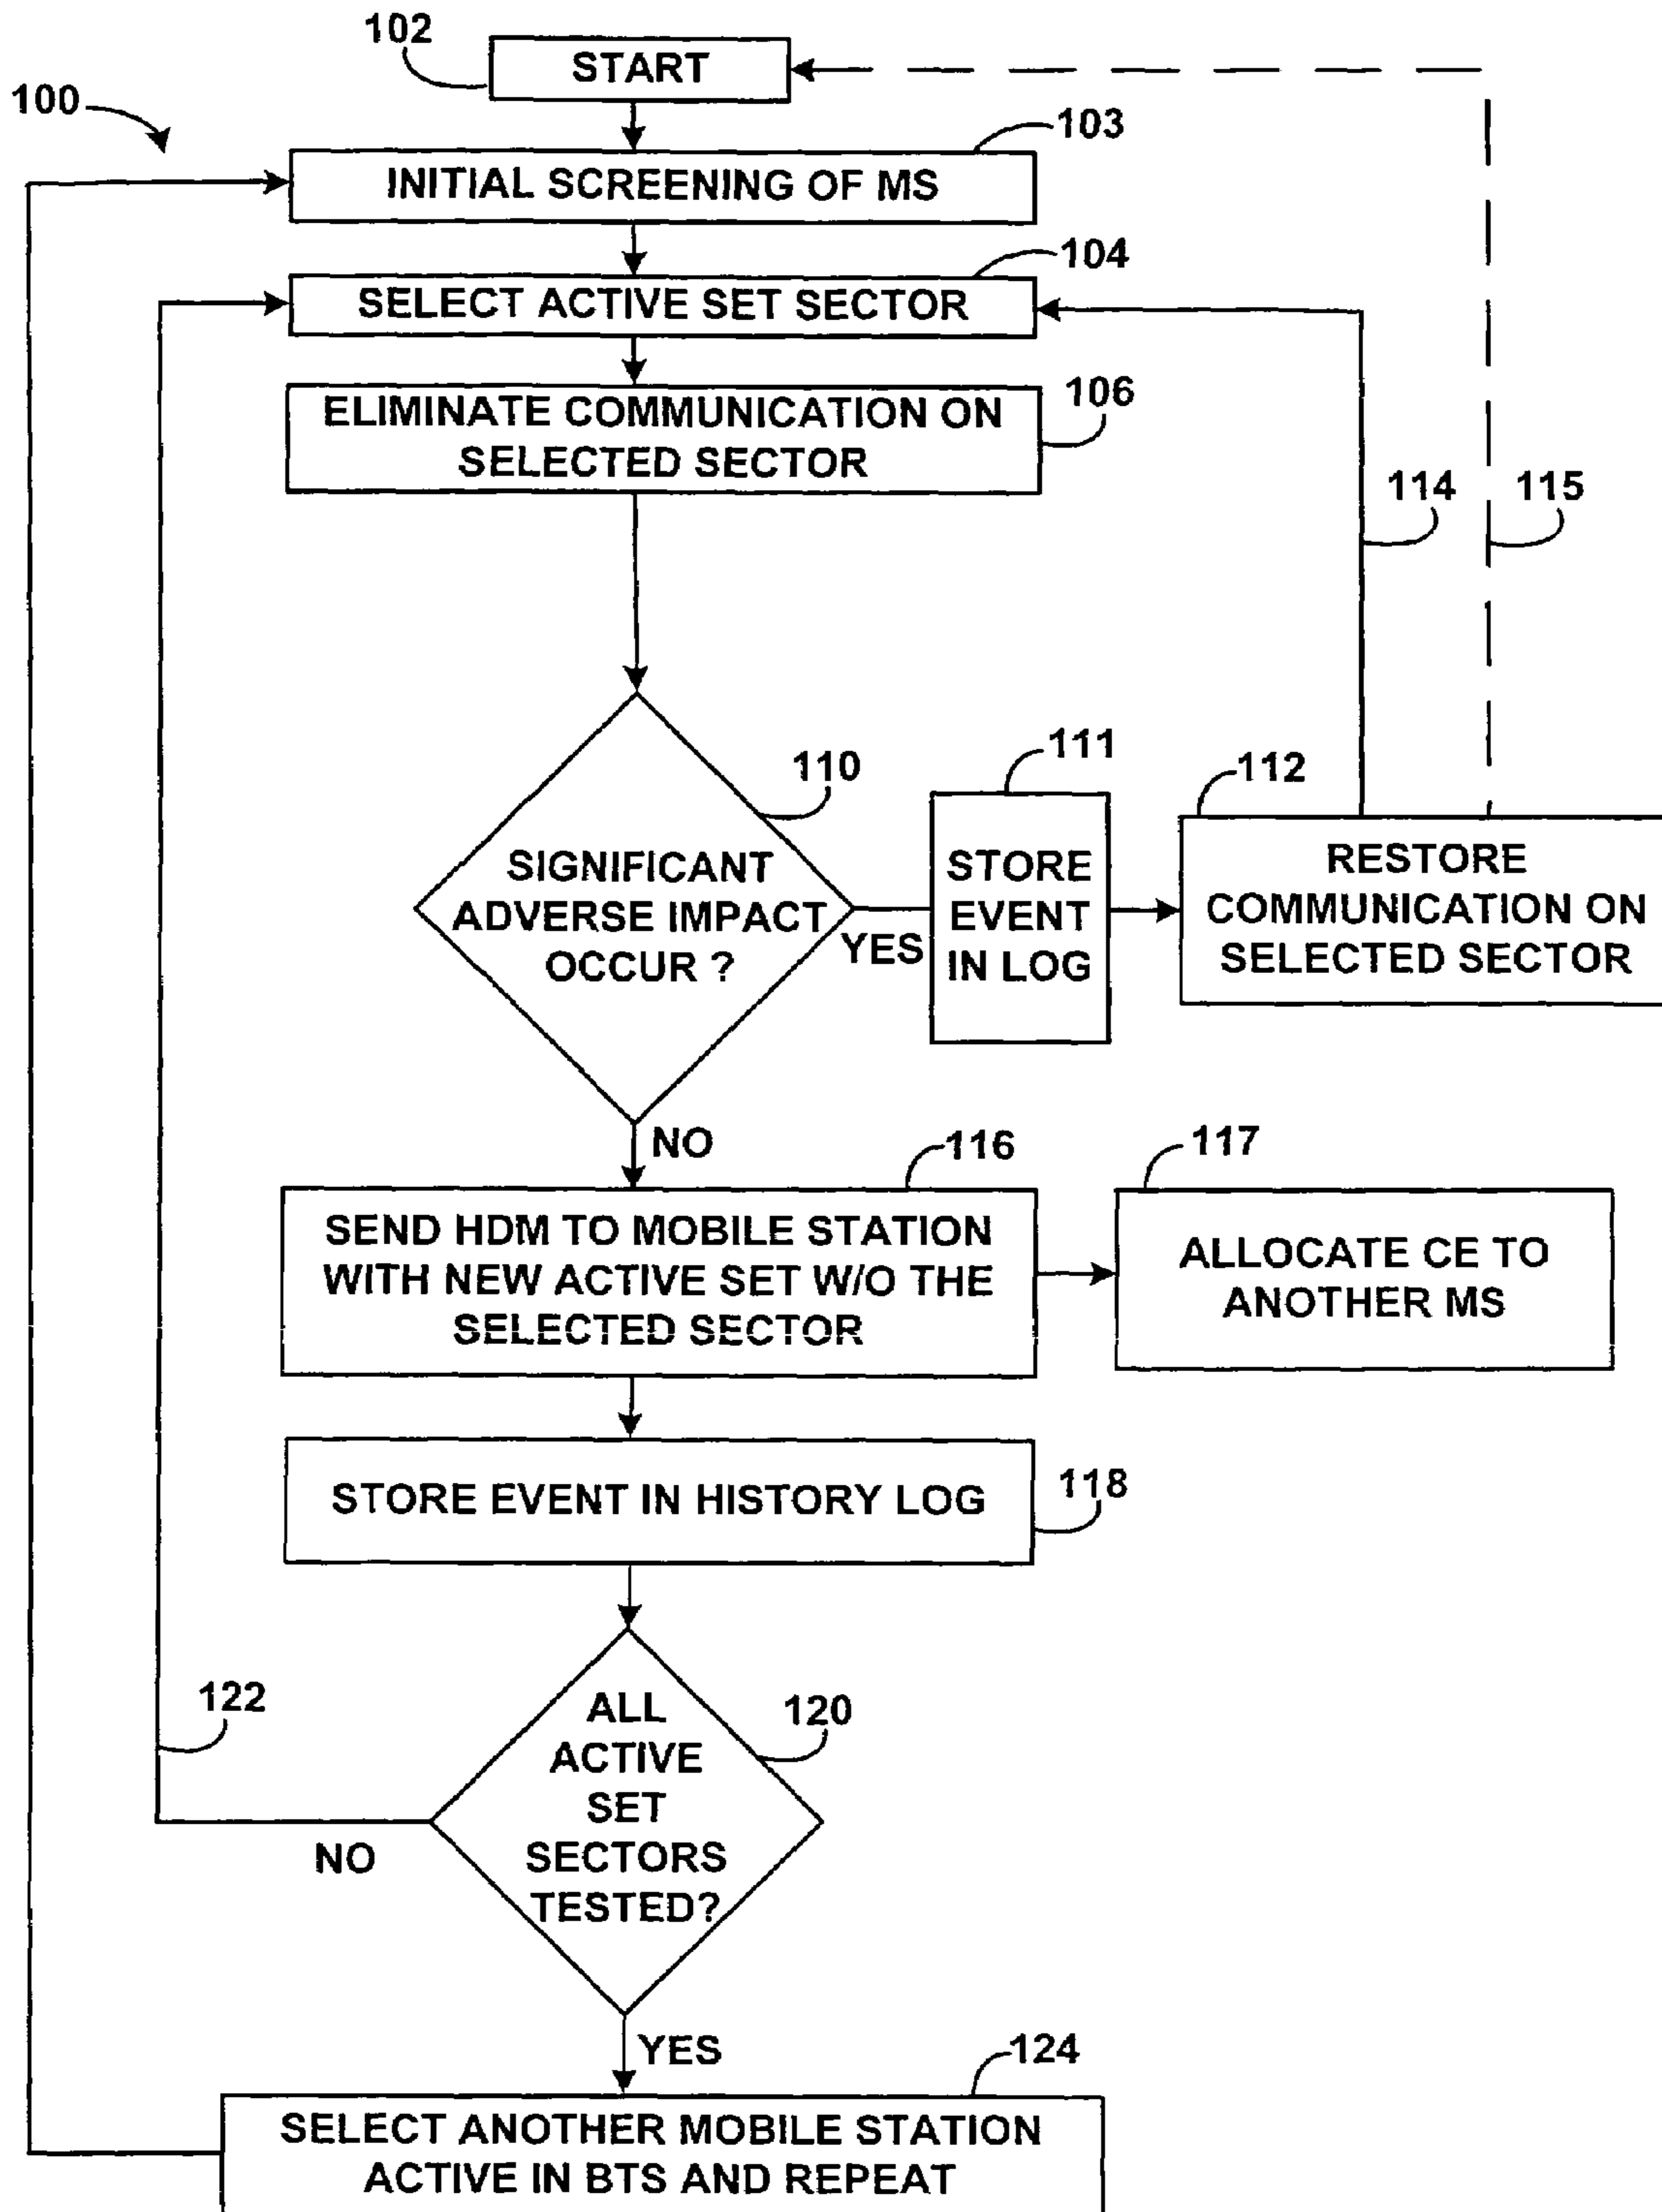 102
START
100
103
INITIAL SCREENING OF MS
104
SELECT ACTIVE SET SECTOR
106
ELIMINATE COMMUNICATION ON
SELECTED SECTOR
114
115
110
SIGNIFICANT
ADVERSE IMPACT
OCCUR ?
YES
111
STORE
EVENT
IN LOG
112
RESTORE
COMMUNICATION ON
SELECTED SECTOR
NO
116
SEND HDM TO MOBILE STATION
WITH NEW ACTIVE SET W/O THE
SELECTED SECTOR
117
ALLOCATE CE TO
ANOTHER MS
118
STORE EVENT IN HISTORY LOG
122
120
ALL
ACTIVE
SET
SECTORS
TESTED?
NO
YES
124
SELECT ANOTHER MOBILE STATION
ACTIVE IN BTS AND REPEAT